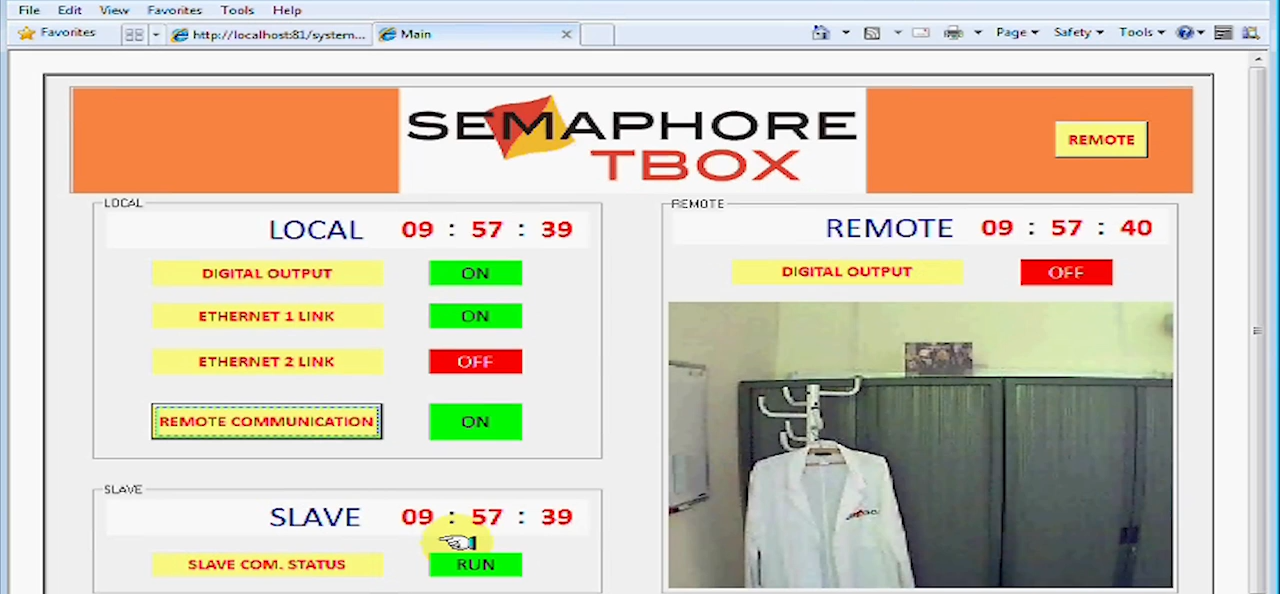 File Edit View Favorites Tools Help
Favorites http://localhost:81/system... Main Page Safety Tools
SEMAPHORE
TBOX
REMOTE
LOCAL
LOCAL 09 : 57 : 39
DIGITAL OUTPUT ON
ETHERNET 1 LINK ON
ETHERNET 2 LINK OFF
REMOTE COMMUNICATION ON
SLAVE
SLAVE 09 : 57 : 39
SLAVE COM. STATUS RUN
REMOTE
REMOTE 09 : 57 : 40
DIGITAL OUTPUT OFF